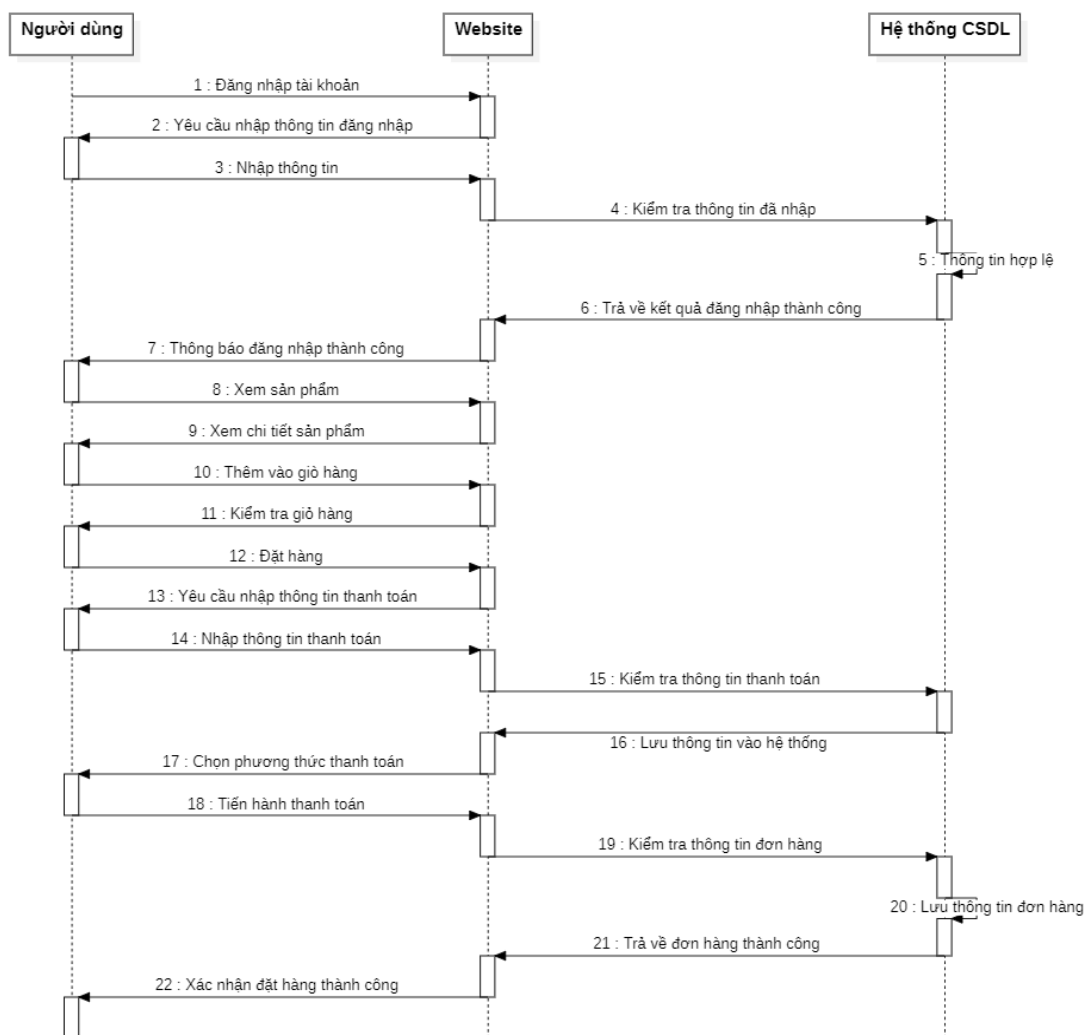 Người dùng
Website
Hệ thống CSDL
1 : Đăng nhập tài khoản
2 : Yêu cầu nhập thông tin đăng nhập
3 : Nhập thông tin
4 : Kiểm tra thông tin đã nhập
5 : Thông tin hợp lệ
6 : Trả về kết quả đăng nhập thành công
7 : Thông báo đăng nhập thành công
8 : Xem sản phẩm
9 : Xem chi tiết sản phẩm
10 : Thêm vào giò hàng
11 : Kiểm tra giỏ hàng
12 : Đặt hàng
13 : Yêu cầu nhập thông tin thanh toán
14 : Nhập thông tin thanh toán
15 : Kiểm tra thông tin thanh toán
16 : Lưu thông tin vào hệ thống
17 : Chọn phương thức thanh toán
18 : Tiến hành thanh toán
19 : Kiểm tra thông tin đơn hàng
20 : Lưu thông tin đơn hàng
21 : Trả về đơn hàng thành công
22 : Xác nhận đặt hàng thành công